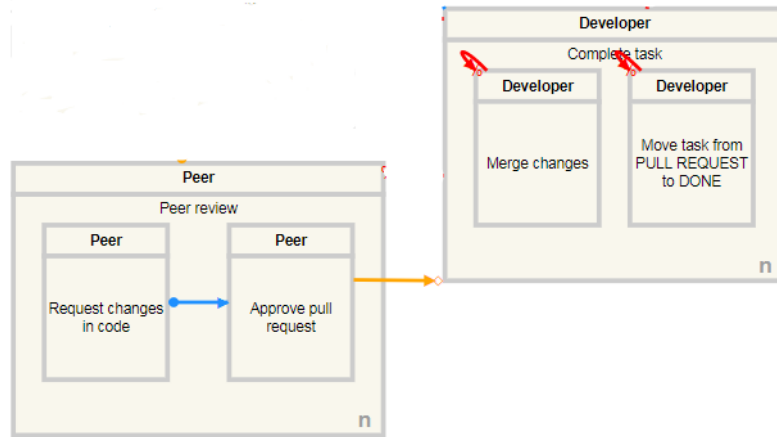 Developer
Complete task
Developer
Developer
%
%
Merge changes
Move task from
PULL REQUEST
to DONE
n
Peer
Peer review
Peer
Peer
Request changes
in code
Approve pull
request
n